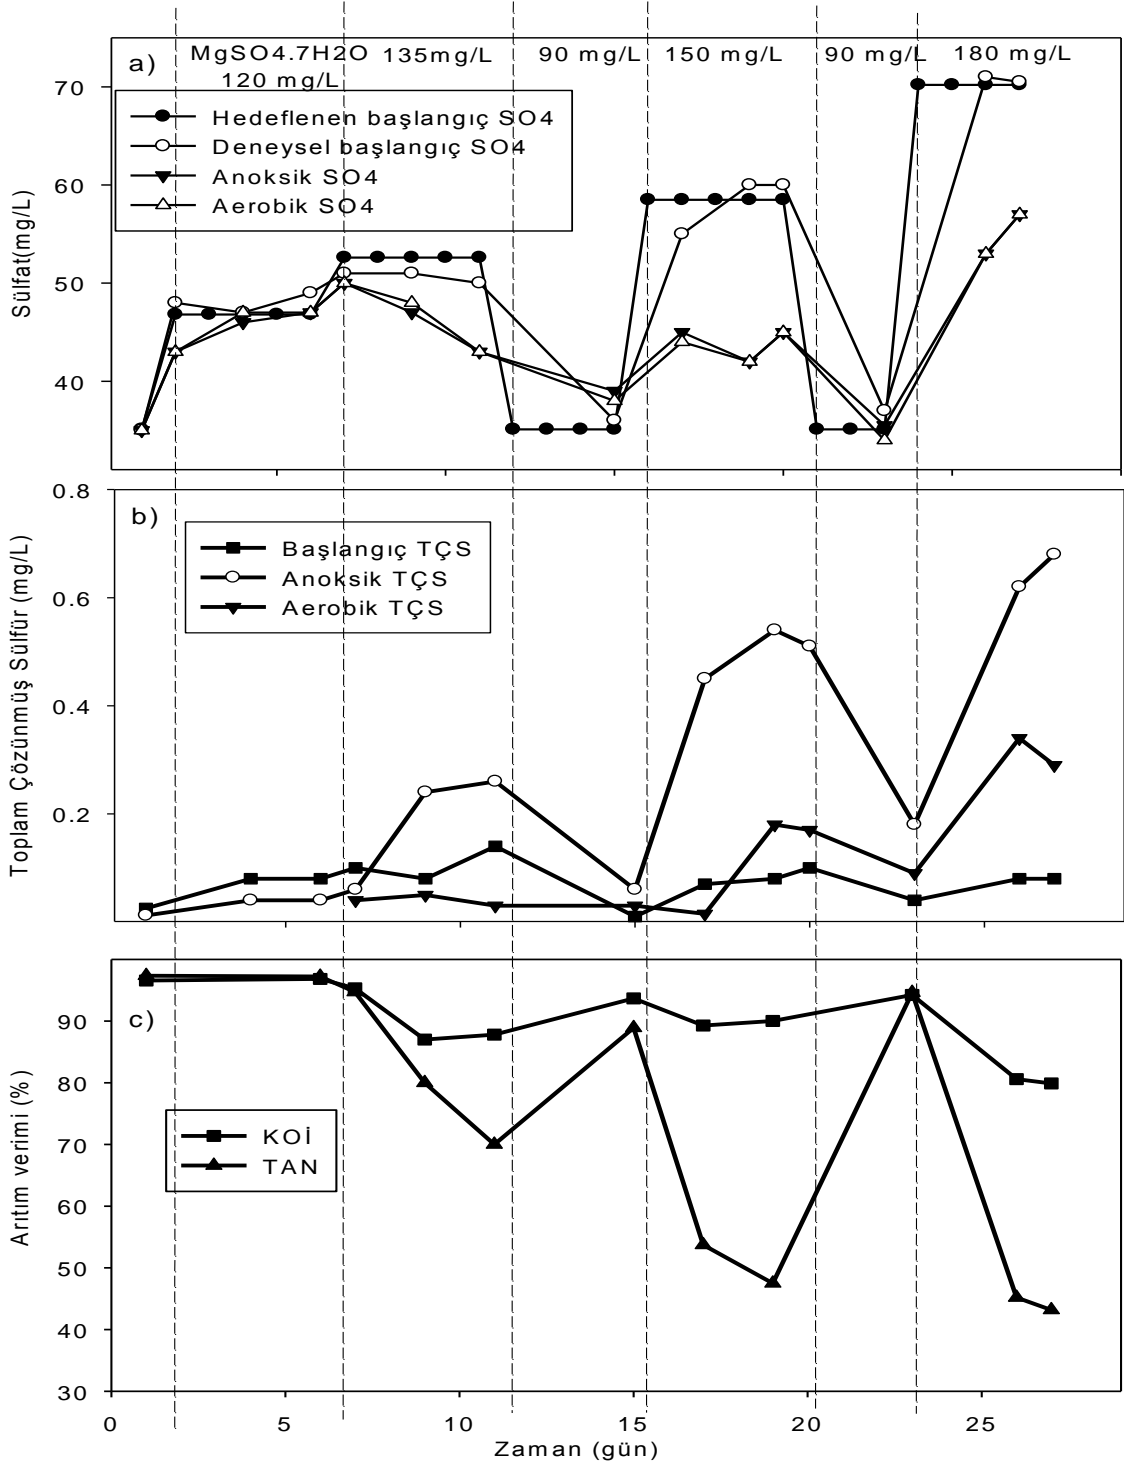 MgSO4.7H2O 135mg/L 90 mg/L 150 mg/L 90 mg/L 180 mg/L
a)
120 mg/L
70
Hedeflenen başlangıç SO4
Deneysel başlangıç SO4
Anoksik SO4
Aerobik SO4
60
50
40
Sülfat(mg/L)
0.8
b)
Başlangıç TÇS
Anoksik TÇS
Aerobik TÇS
0.6
0.4
0.2
Toplam Çözünmüş Sülfür (mg/L)
c)
90
80
KOİ
TAN
70
60
50
40
30
Arıtım verimi (%)
0 5 10 15 20 25
Zaman (gün)